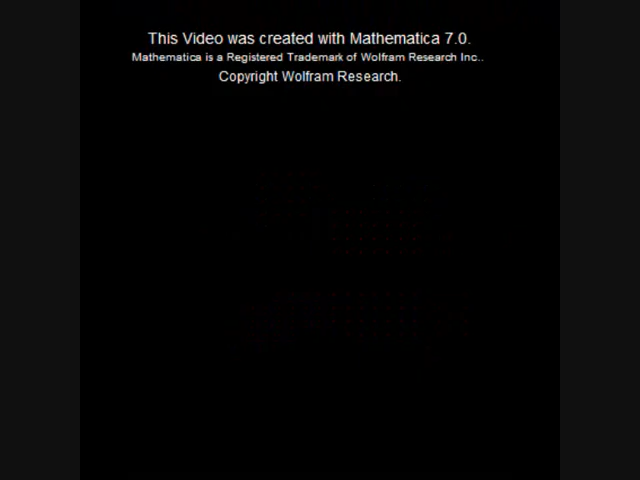 This Video was created with Mathematica 7.0.
Mathematica is a Registered Trademark of Wolfram Research Inc..
Copyright Wolfram Research.